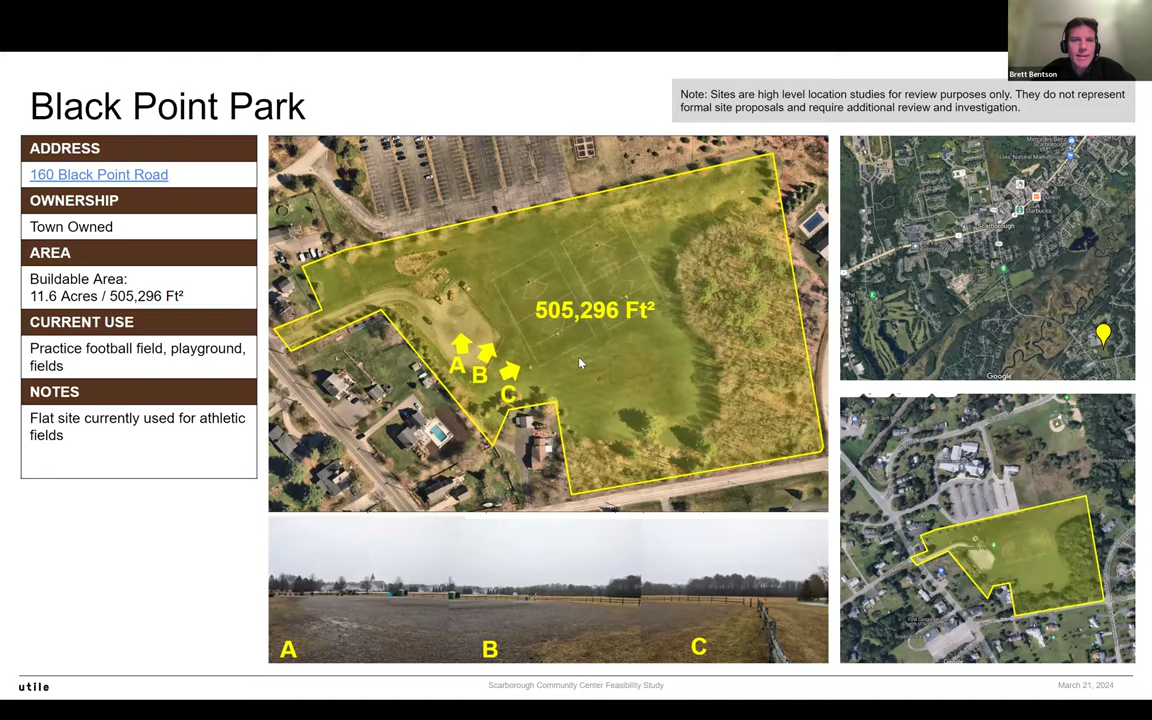 Brett Bentson
Black Point Park
Note: Sites are high level location studies for review purposes only. They do not represent
formal site proposals and require additional review and investigation.
ADDRESS
160 Black Point Road
OWNERSHIP
Town Owned
AREA
Buildable Area:
11.6 Acres / 505,296 Ft²
CURRENT USE
Practice football field, playground,
fields
NOTES
Flat site currently used for athletic
fields
505,296 Ft²
A
B
C
A
B
C
Scarborough
Starbucks
Google
Google
utile
Scarborough Community Center Feasibility Study
March 21, 2024